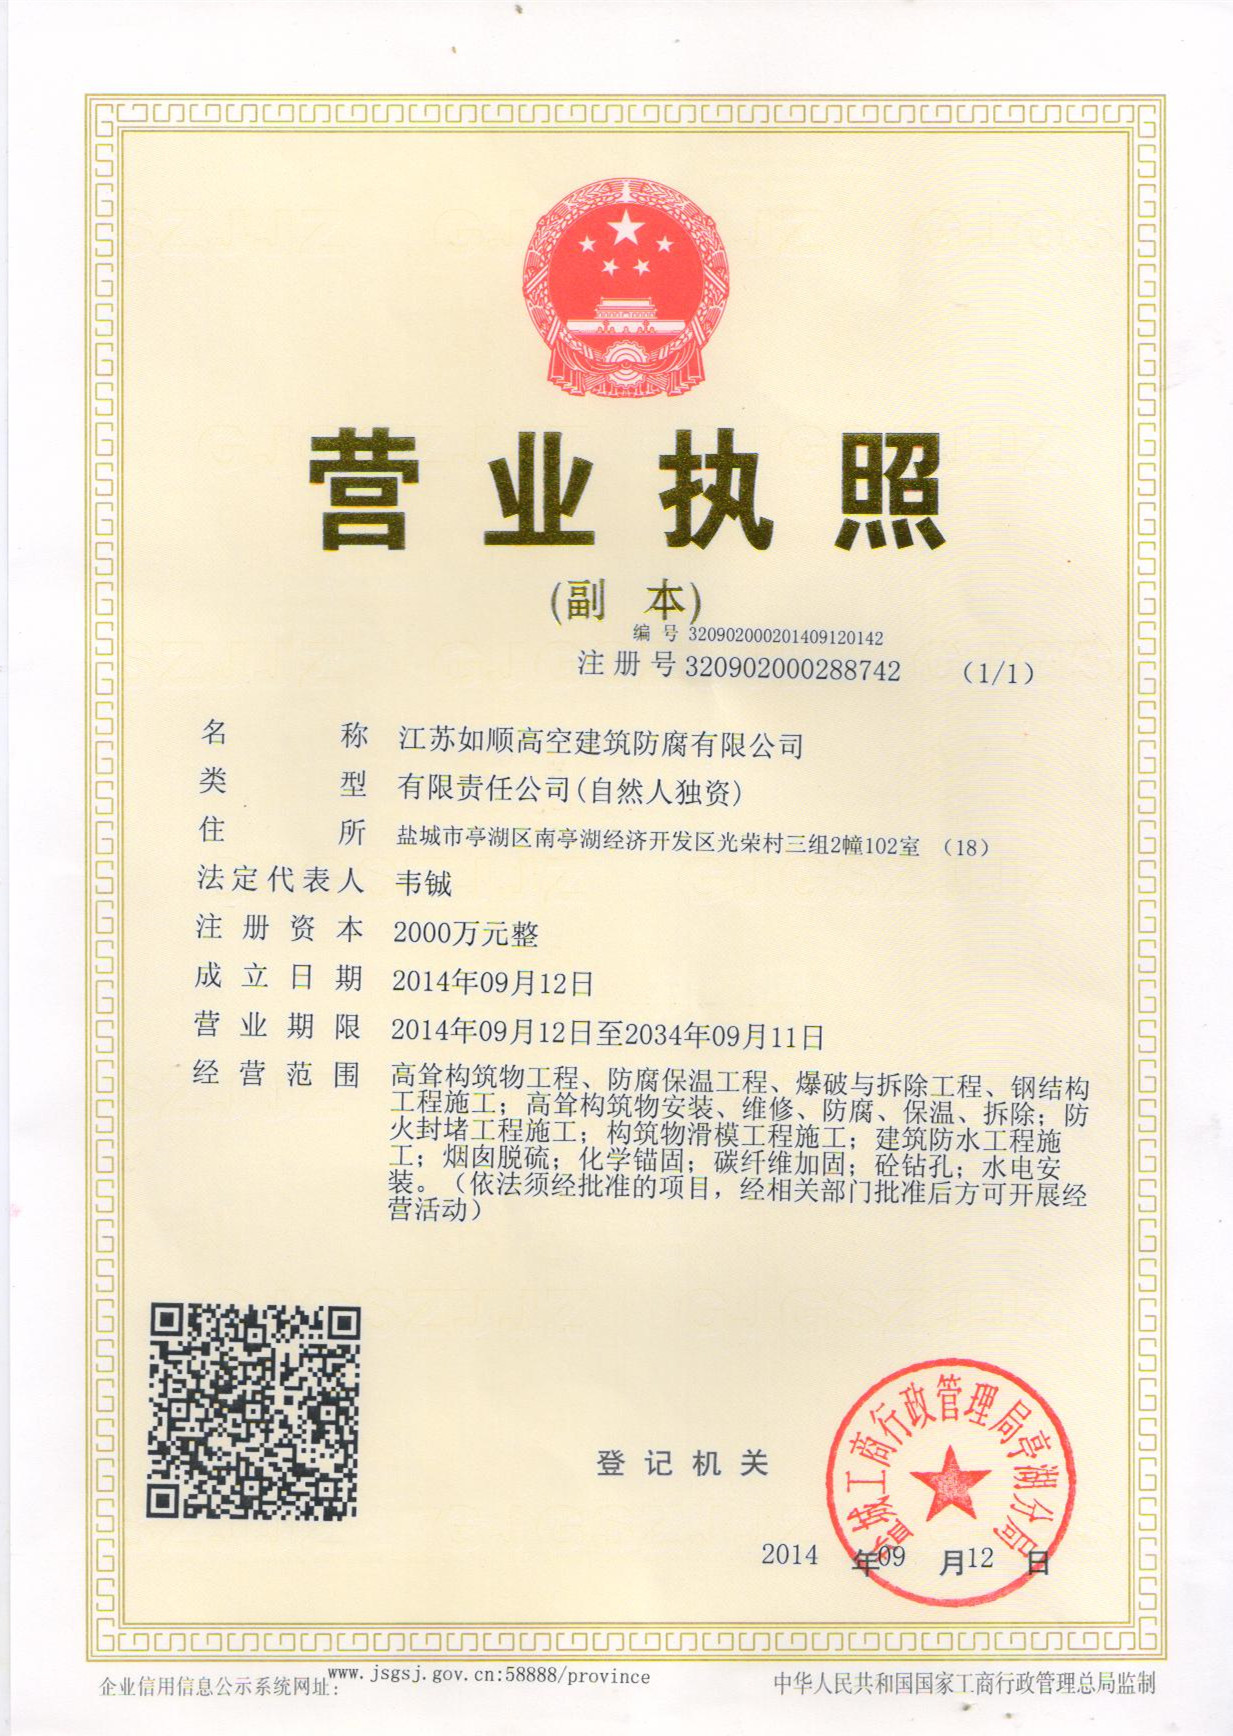 营业执照
(副 本)
编 号 320902000201409120142
注 册 号 320902000288742 （1/1）
名 称 江苏如顺高空建筑防腐有限公司
类 型 有限责任公司(自然人独资)
住 所 盐城市亭湖区南亭湖经济开发区光荣村三组2幢102室 （18）
法定代表人 韦铖
注 册 资 本 2000万元整
成 立 日 期 2014年09月12日
营 业 期 限 2014年09月12日至2034年09月11日
经 营 范 围 高耸构筑物工程、防腐保温工程、爆破与拆除工程、钢结构
工程施工；高耸构筑物安装、维修、防腐、保温、拆除；防
火封堵工程施工；构筑物滑模工程施工；建筑防水工程施
工；烟囱脱硫；化学锚固；碳纤维加固；砼钻孔；水电安
装。（依法须经批准的项目，经相关部门批准后方可开展经
营活动）
登 记 机 关
盐城工商行政管理局亭湖分局
2014 年09 月12 日
企业信用信息公示系统网址: www.jsgsj.gov.cn:58888/province
中华人民共和国国家工商行政管理总局监制